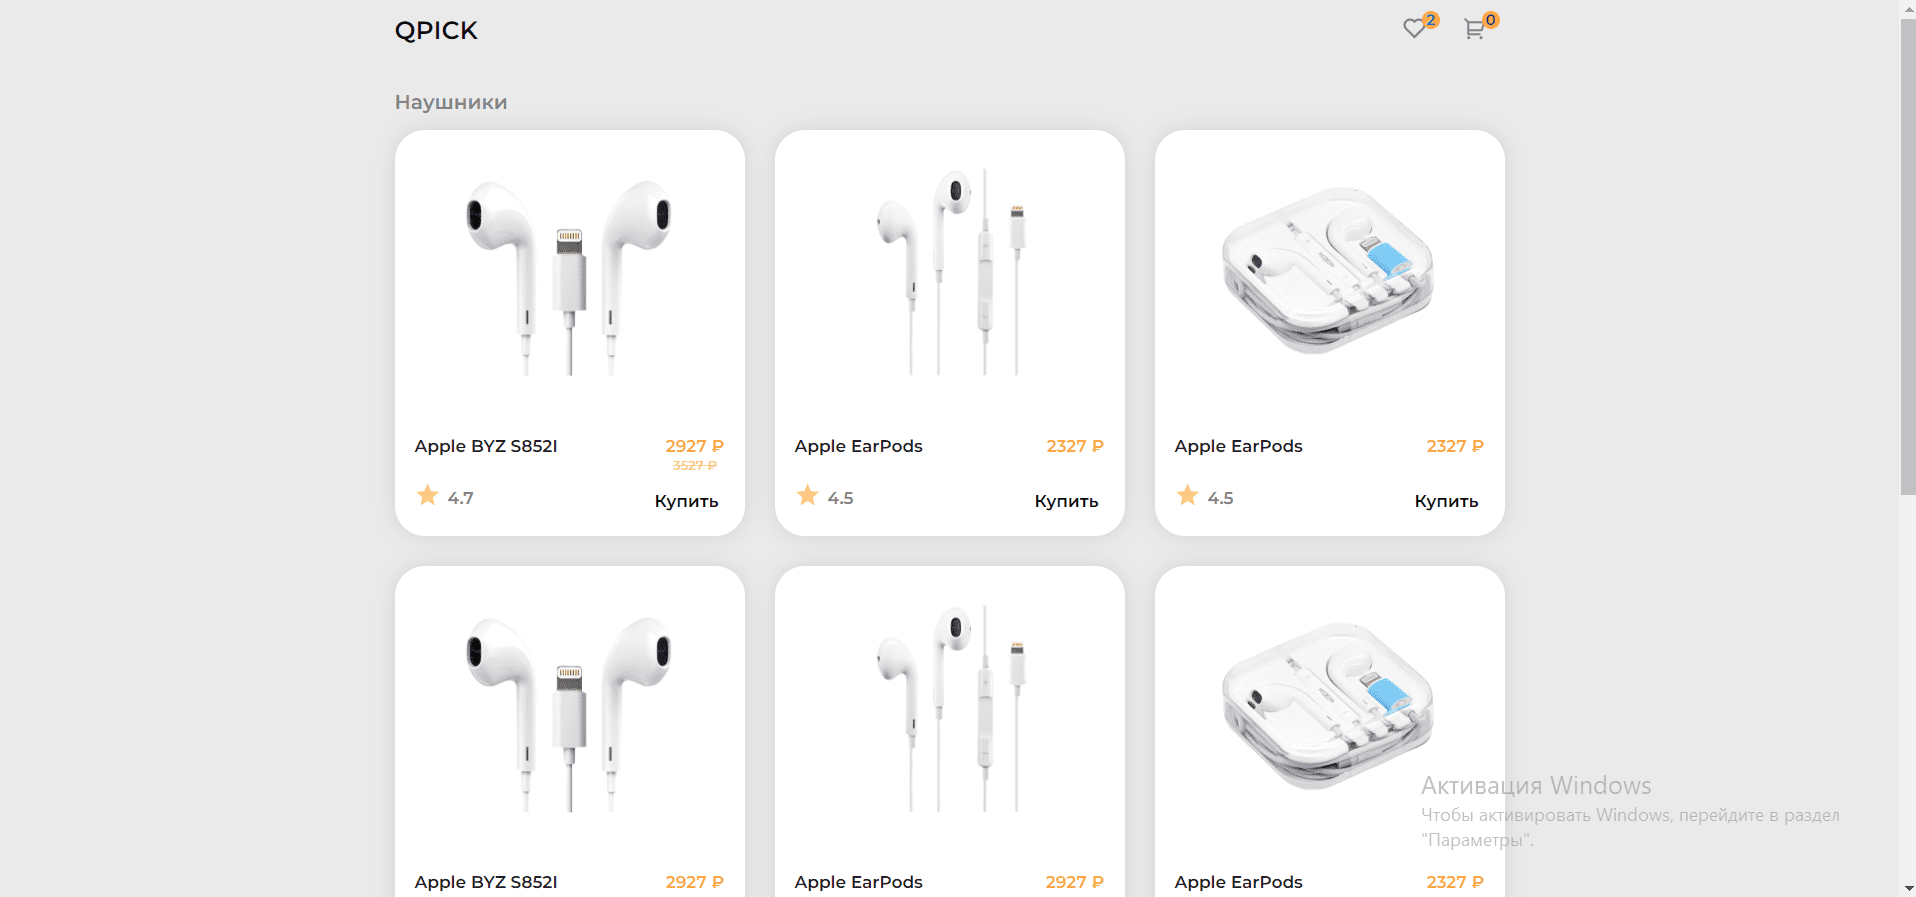 QPICK
2
0
Наушники
Apple BYZ S852I
2927 ₽
3527 ₽
4.7
Купить
Apple EarPods
2327 ₽
4.5
Купить
Apple EarPods
2327 ₽
4.5
Купить
Apple BYZ S852I
2927 ₽
Apple EarPods
2927 ₽
Apple EarPods
2327 ₽
Активация Windows
Чтобы активировать Windows, перейдите в раздел
"Параметры".